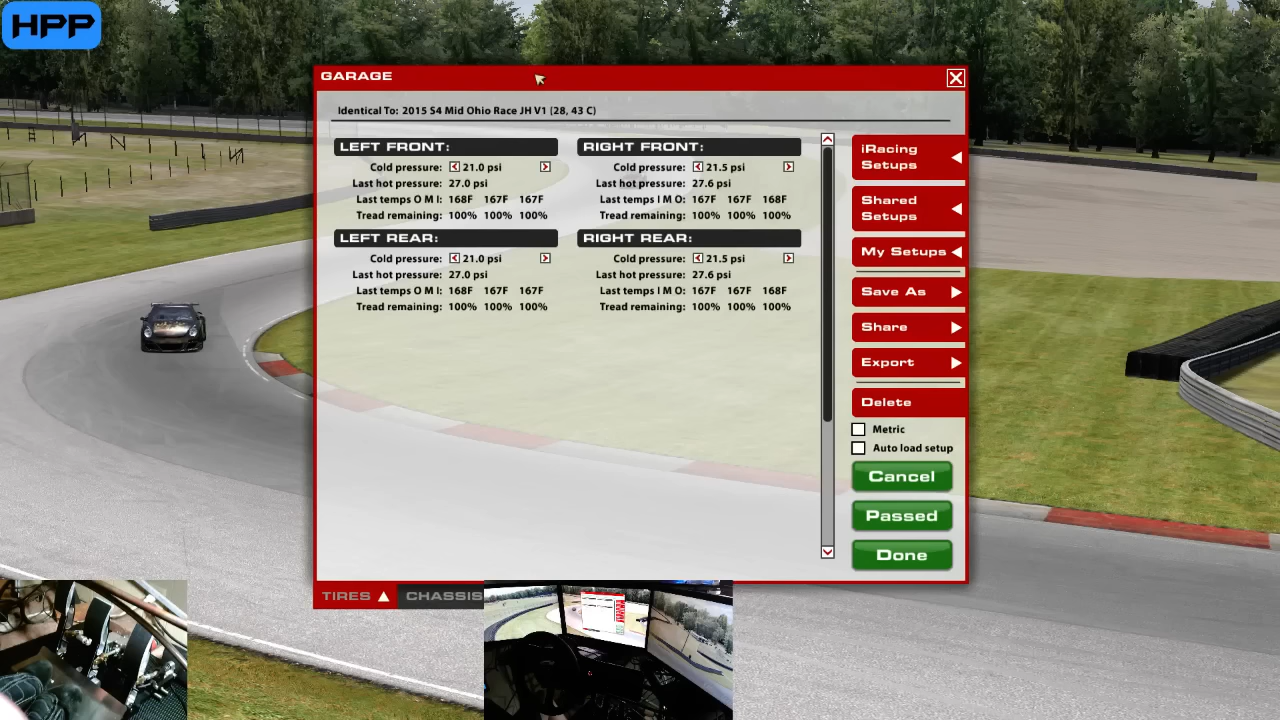 HPP
GARAGE
Identical To: 2015 S4 Mid Ohio Race JH V1 (28, 43 C)
LEFT FRONT:
Cold pressure: 21.0 psi
Last hot pressure: 27.0 psi
Last temps O M I: 168F 167F 167F
Tread remaining: 100% 100% 100%
RIGHT FRONT:
Cold pressure: 21.5 psi
Last hot pressure: 27.6 psi
Last temps I M O: 167F 167F 168F
Tread remaining: 100% 100% 100%
LEFT REAR:
Cold pressure: 21.0 psi
Last hot pressure: 27.0 psi
Last temps O M I: 168F 167F 167F
Tread remaining: 100% 100% 100%
RIGHT REAR:
Cold pressure: 21.5 psi
Last hot pressure: 27.6 psi
Last temps I M O: 167F 167F 168F
Tread remaining: 100% 100% 100%
iRacing
Setups
Shared
Setups
My Setups
Save As
Share
Export
Delete
Metric
Auto load setup
Cancel
Passed
Done
TIRES
CHASSIS